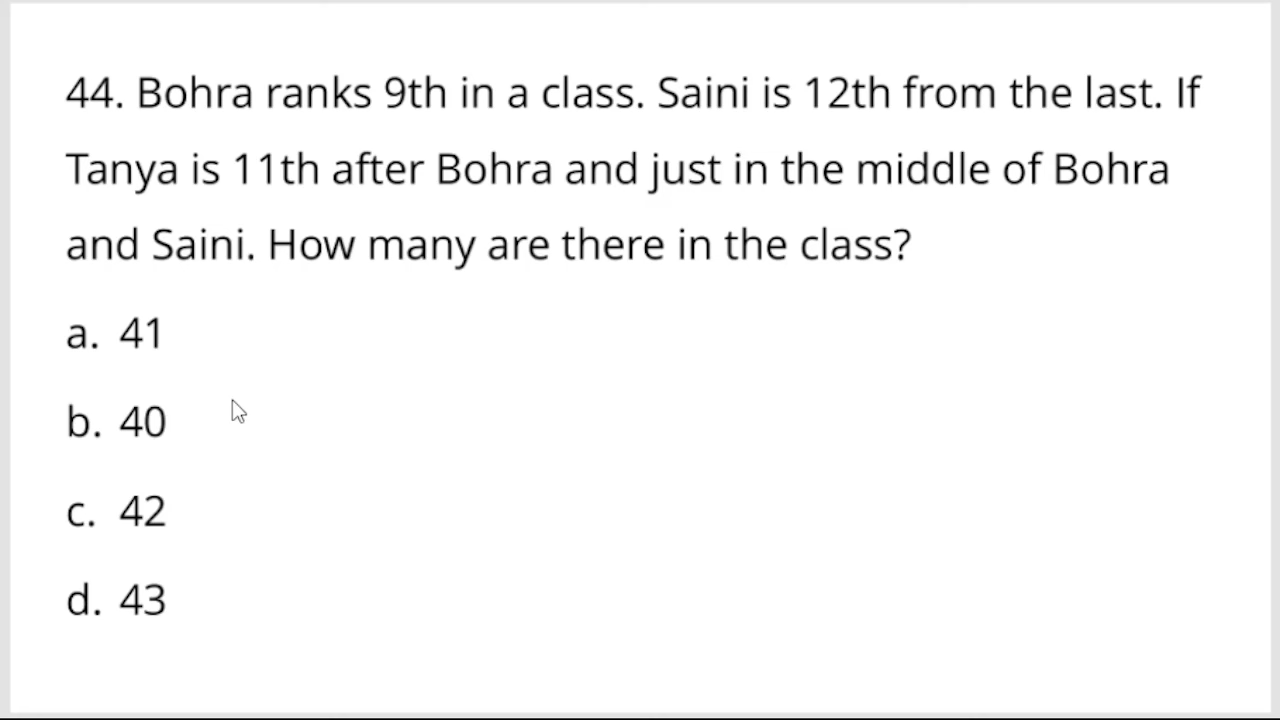 44. Bohra ranks 9th in a class. Saini is 12th from the last. If
Tanya is 11th after Bohra and just in the middle of Bohra
and Saini. How many are there in the class?
a. 41
b. 40
c. 42
d. 43